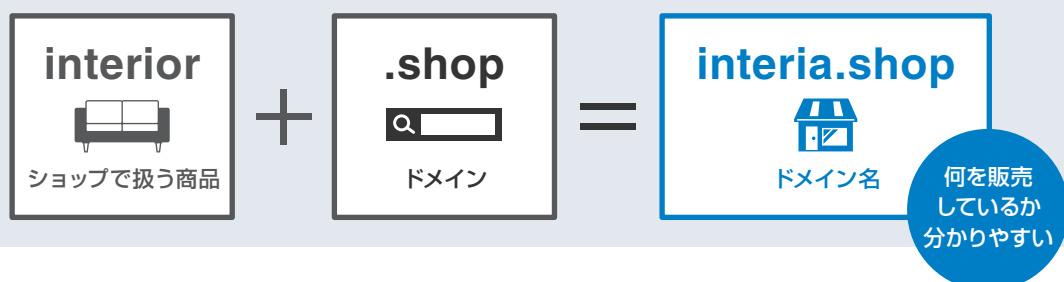 interior
ショップで扱う商品
+
.shop
ドメイン
=
interia.shop
ドメイン名
何を販売
しているか
分かりやすい